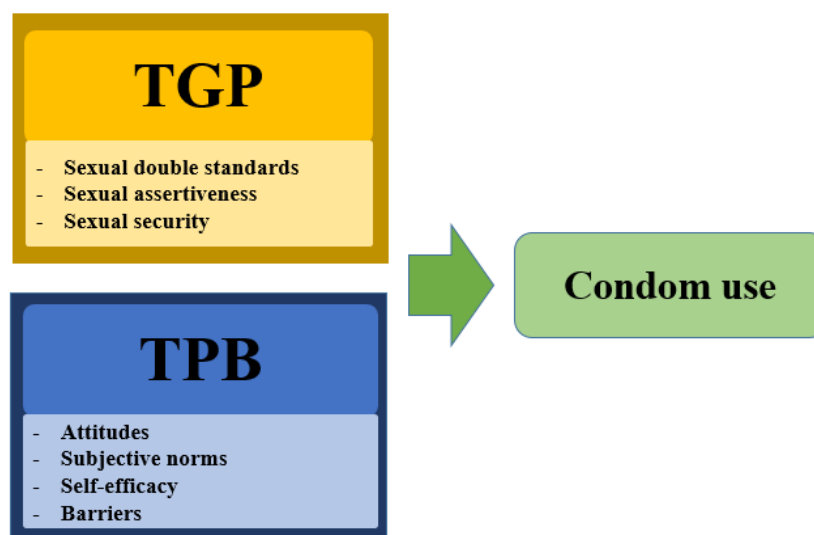 TGP
- Sexual double standards
- Sexual assertiveness
- Sexual security
Condom use
TPB
- Attitudes
- Subjective norms
- Self-efficacy
- Barriers